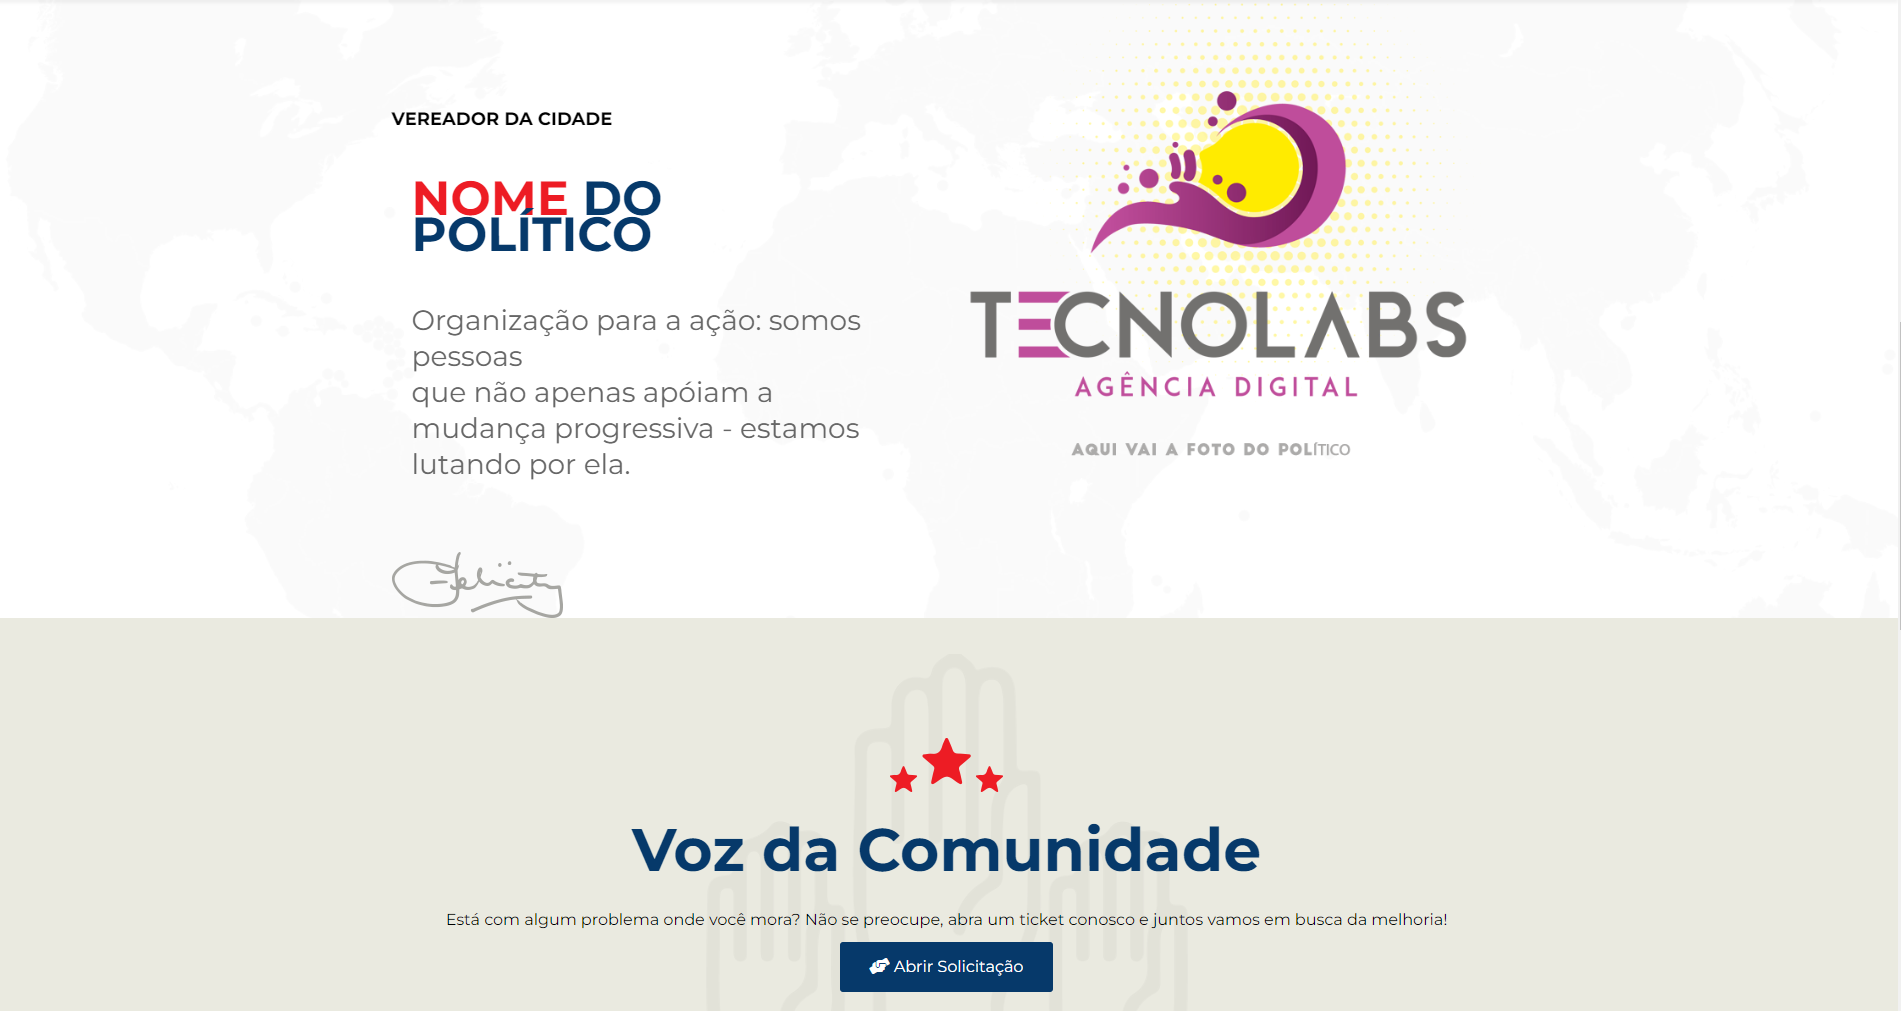 VEREADOR DA CIDADE
NOME DO
POLÍTICO
Organização para a ação: somos
pessoas
que não apenas apóiam a
mudança progressiva - estamos
lutando por ela.
TECNOLABS
AGÊNCIA DIGITAL
AQUI VAI A FOTO DO POLÍTICO
Voz da Comunidade
Está com algum problema onde você mora? Não se preocupe, abra um ticket conosco e juntos vamos em busca da melhoria!
Abrir Solicitação